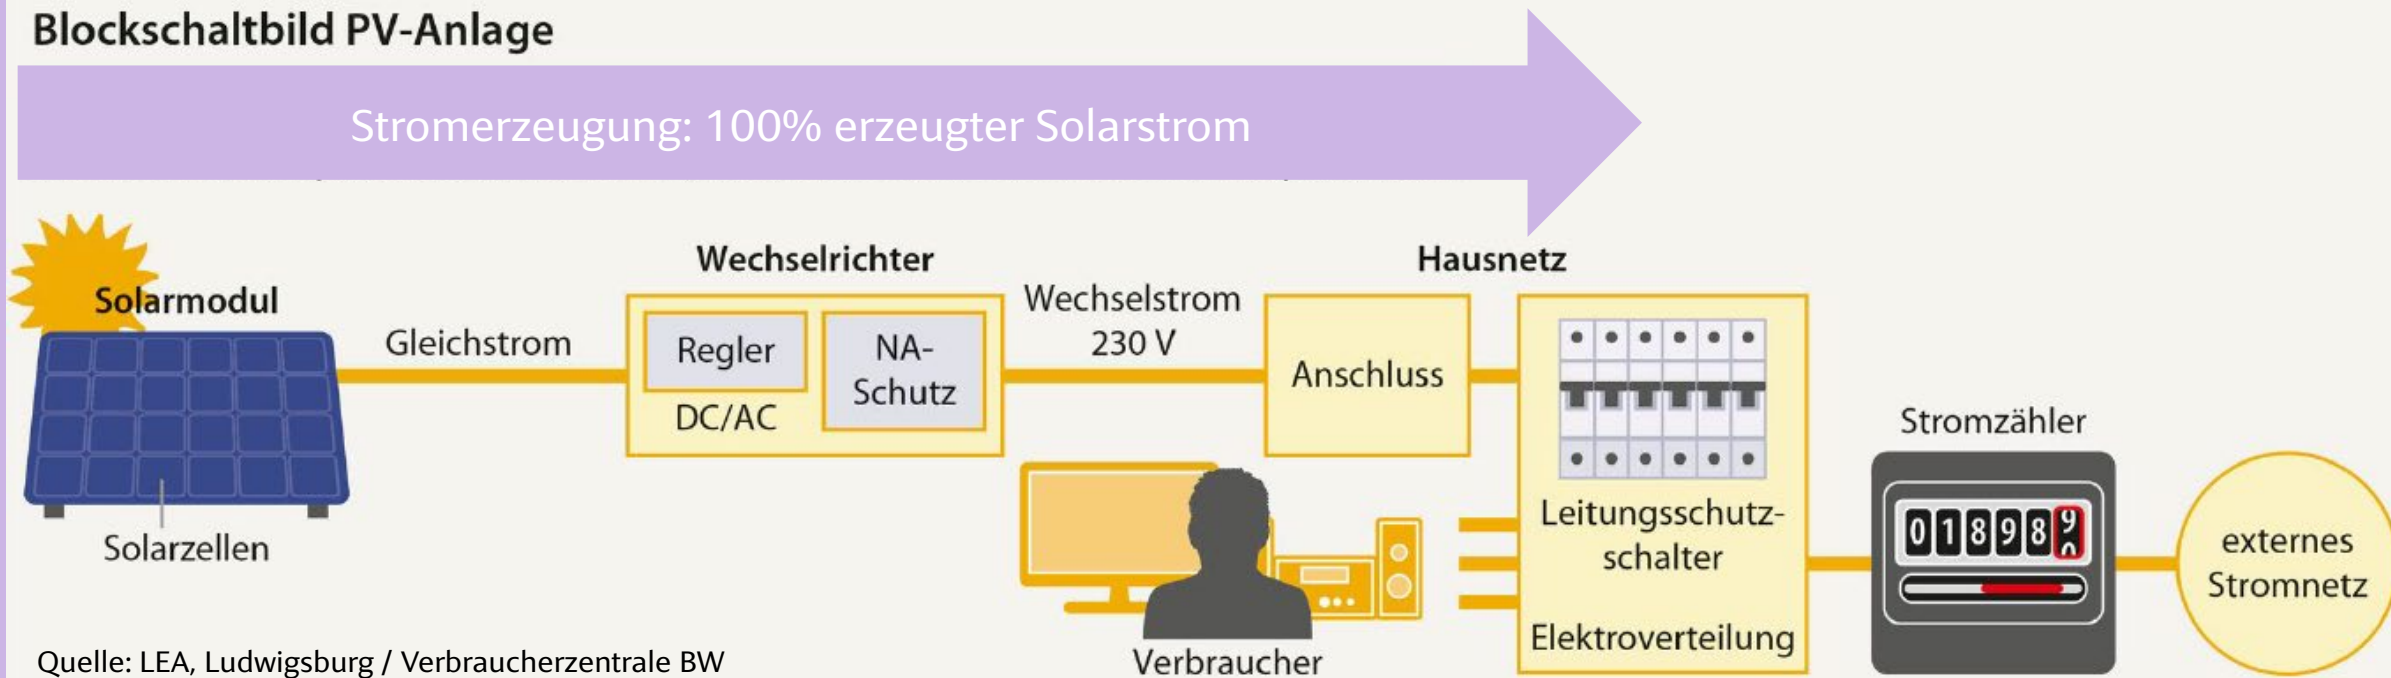 Blockschaltbild PV-Anlage
Stromerzeugung: 100% erzeugter Solarstrom
Solarmodul
Gleichstrom
Solarzellen
Wechselrichter
Regler
DC/AC
NA-
Schutz
Wechselstrom
230 V
Hausnetz
Anschluss
Leitungsschutz-
schalter
Elektroverteilung
Verbraucher
Stromzähler
01898
externes
Stromnetz
Quelle: LEA, Ludwigsburg / Verbraucherzentrale BW